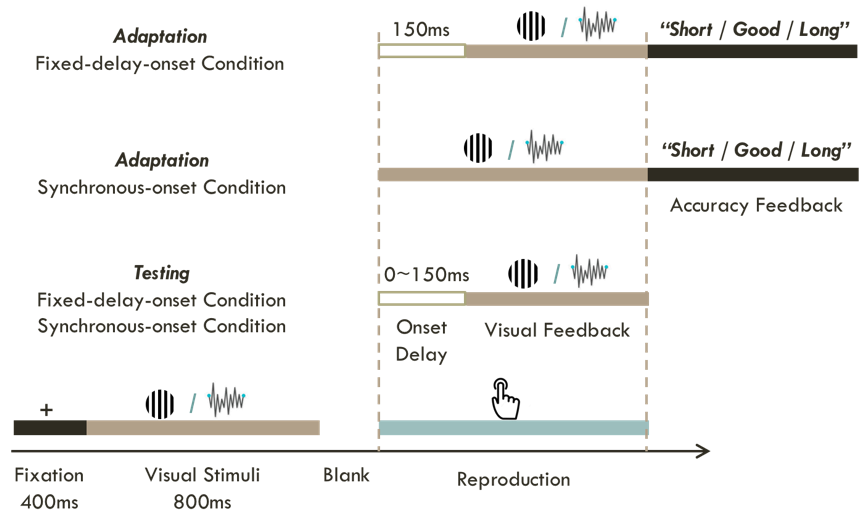 Adaptation
Fixed-delay-onset Condition
150ms
/
“Short / Good / Long”
Adaptation
Synchronous-onset Condition
/
“Short / Good / Long”
Accuracy Feedback
Testing
Fixed-delay-onset Condition
Synchronous-onset Condition
0~150ms
/
Onset
Delay
Visual Feedback
+
/
Fixation
400ms
Visual Stimuli
800ms
Blank
Reproduction